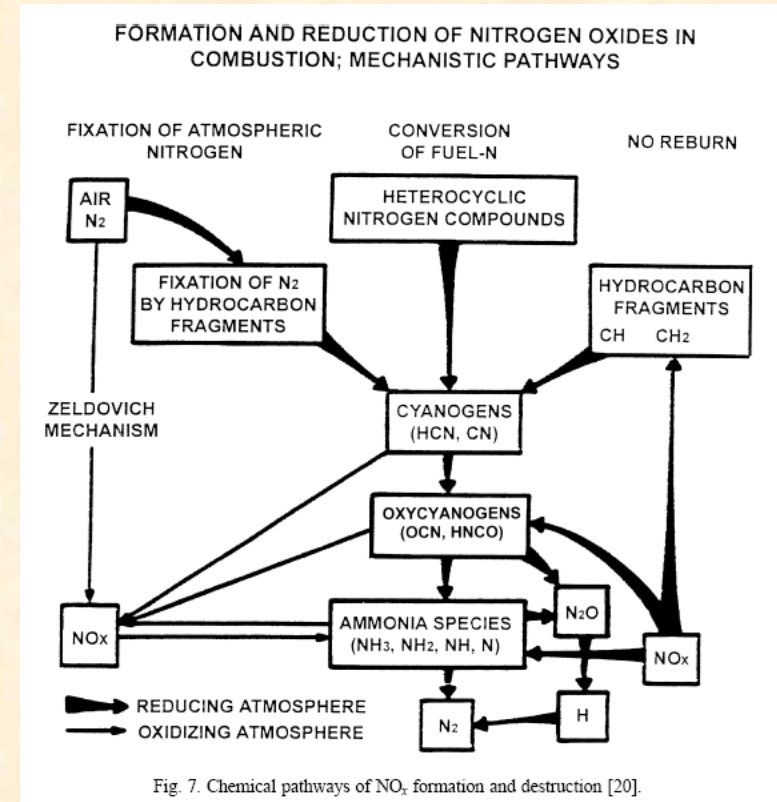 FORMATION AND REDUCTION OF NITROGEN OXIDES IN
COMBUSTION; MECHANISTIC PATHWAYS
FIXATION OF ATMOSPHERIC
NITROGEN
CONVERSION
OF FUEL-N
NO REBURN
AIR
N2
HETEROCYCLIC
NITROGEN COMPOUNDS
FIXATION OF N2
BY HYDROCARBON
FRAGMENTS
HYDROCARBON
FRAGMENTS
CH CH2
ZELDOVICH
MECHANISM
CYANOGENS
(HCN, CN)
OXYCYANOGENS
(OCN, HNCO)
NOx
AMMONIA SPECIES
(NH3, NH2, NH, N)
N2O
NOx
REDUCING ATMOSPHERE
OXIDIZING ATMOSPHERE
N2
H
Fig. 7. Chemical pathways of NOx formation and destruction [20].